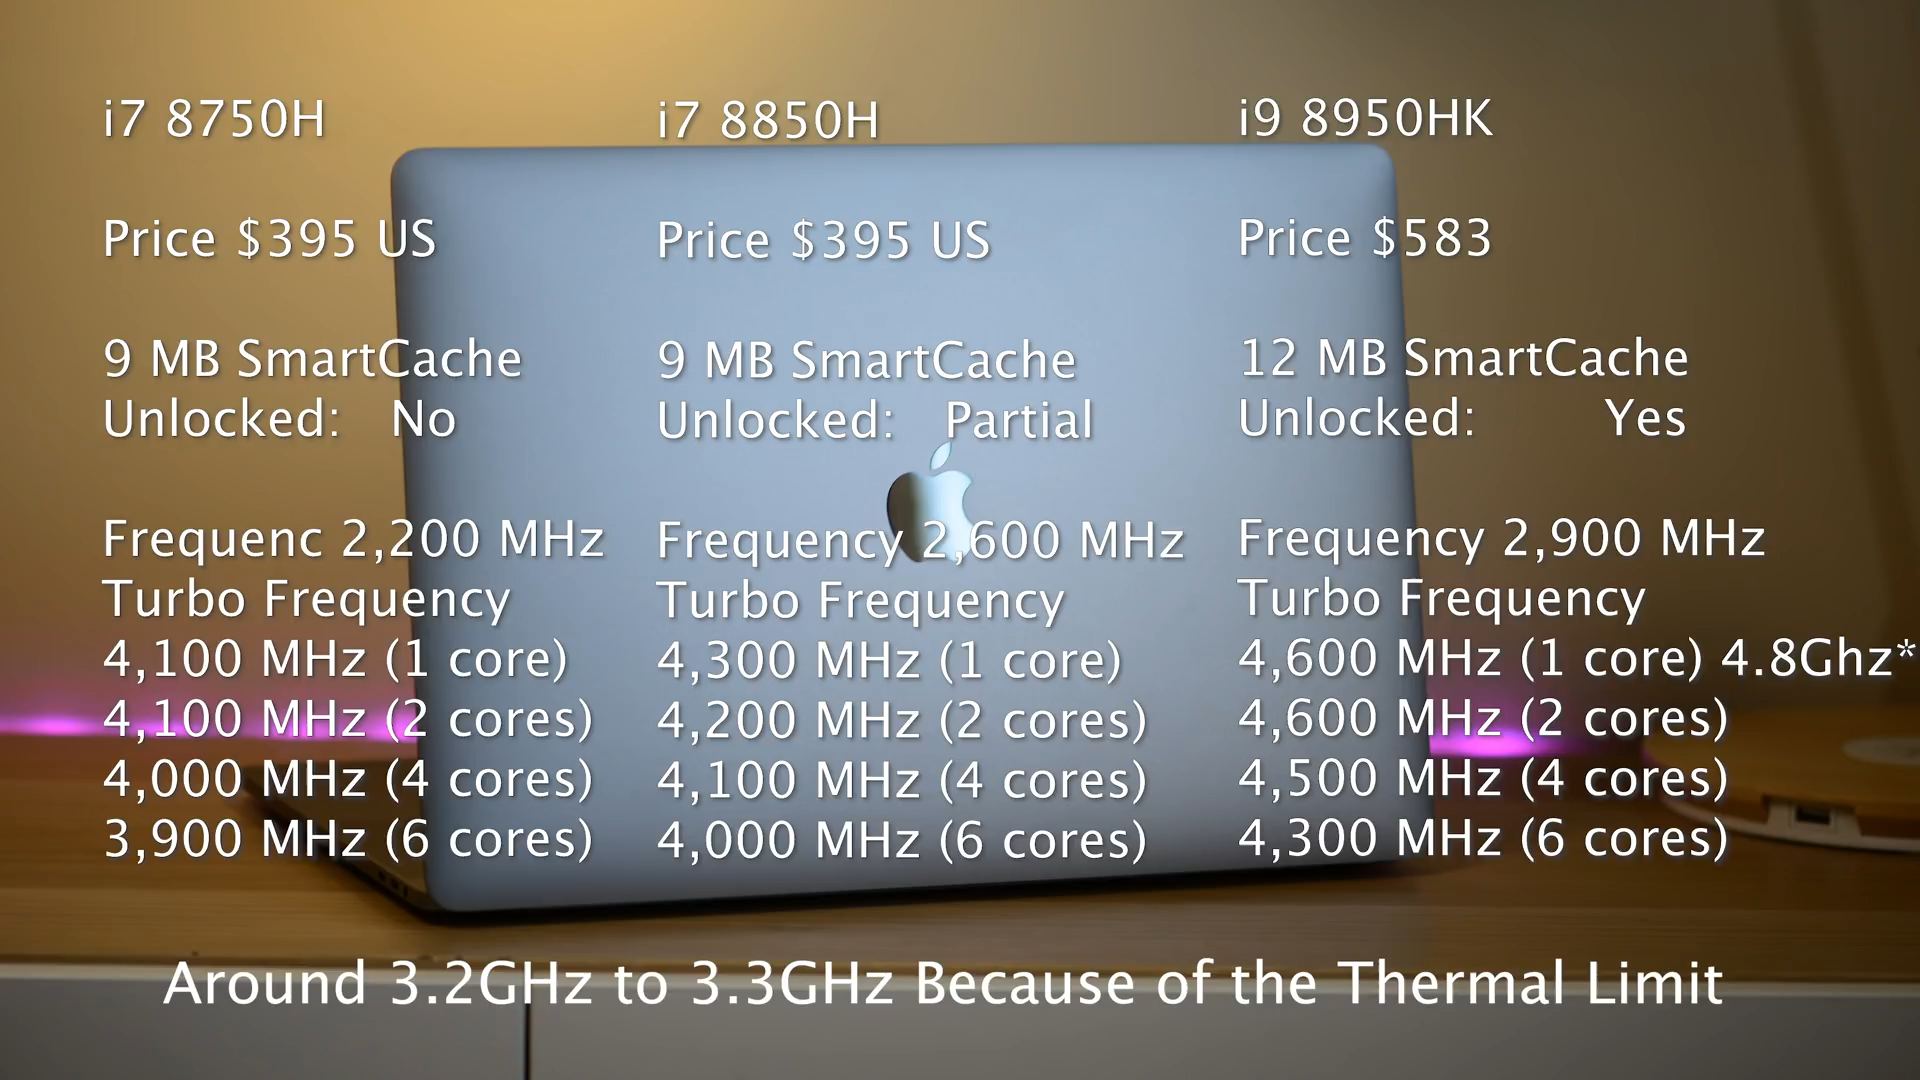 i7 8750H
Price $395 US
9 MB SmartCache
Unlocked: No
Frequenc 2,200 MHz
Turbo Frequency
4,100 MHz (1 core)
4,100 MHz (2 cores)
4,000 MHz (4 cores)
3,900 MHz (6 cores)
i7 8850H
Price $395 US
9 MB SmartCache
Unlocked: Partial
Frequency 2,600 MHz
Turbo Frequency
4,300 MHz (1 core)
4,200 MHz (2 cores)
4,100 MHz (4 cores)
4,000 MHz (6 cores)
i9 8950HK
Price $583
12 MB SmartCache
Unlocked: Yes
Frequency 2,900 MHz
Turbo Frequency
4,600 MHz (1 core) 4.8Ghz*
4,600 MHz (2 cores)
4,500 MHz (4 cores)
4,300 MHz (6 cores)
Around 3.2GHz to 3.3GHz Because of the Thermal Limit